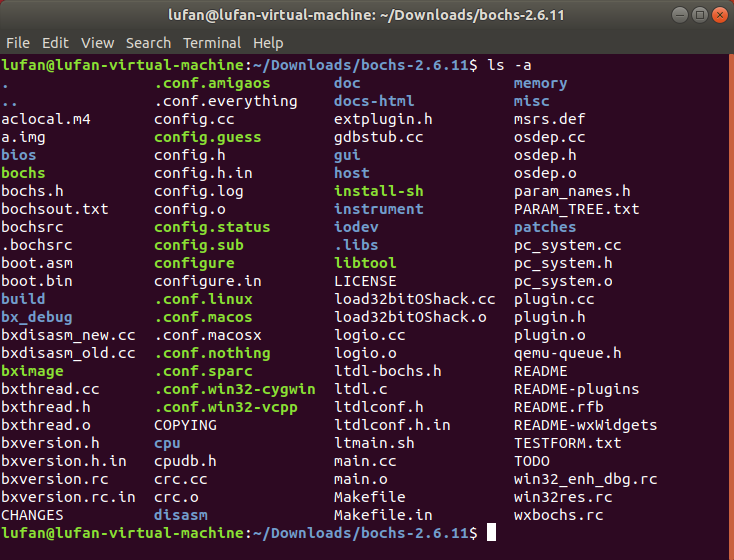 lufan@lufan-virtual-machine: ~/Downloads/bochs-2.6.11
File Edit View Search Terminal Help
lufan@lufan-virtual-machine:~/Downloads/bochs-2.6.11$ ls -a
. .conf.amigaos doc memory
.. .conf.everything docs-html misc
aclocal.m4 config.cc extplugin.h msrs.def
a.img config.guess gdbstub.cc osdep.cc
bios config.h gui osdep.h
bochs config.h.in host osdep.o
bochs.h config.log install-sh param_names.h
bochsout.txt config.o instrument PARAM_TREE.txt
bochsrc config.status iodev patches
.bochsrc config.sub .libs pc_system.cc
boot.asm configure libtool pc_system.h
boot.bin configure.in LICENSE pc_system.o
build .conf.linux load32bitOShack.cc plugin.cc
bx_debug .conf.macos load32bitOShack.o plugin.h
bxdisasm_new.cc .conf.macosx logio.cc plugin.o
bxdisasm_old.cc .conf.nothing logio.o qemu-queue.h
bximage .conf.sparc ltdl-bochs.h README
bxthread.cc .conf.win32-cygwin ltdl.c README-plugins
bxthread.h .conf.win32-vcpp ltdlconf.h README.rfb
bxthread.o COPYING ltdlconf.h.in README-wxWidgets
bxversion.h cpu ltmain.sh TESTFORM.txt
bxversion.h.in cpudb.h main.cc TODO
bxversion.rc crc.cc main.o win32_enh_dbg.rc
bxversion.rc.in crc.o Makefile win32res.rc
CHANGES disasm Makefile.in wxbochs.rc
lufan@lufan-virtual-machine:~/Downloads/bochs-2.6.11$